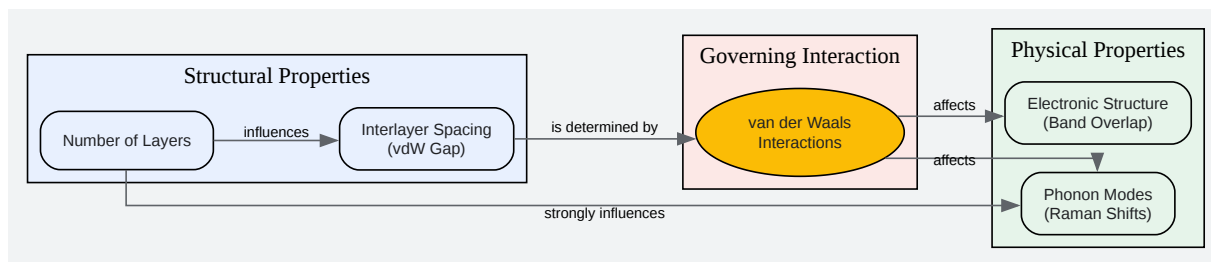 Structural Properties
Number of Layers
influences
Interlayer Spacing
(vdW Gap)
is determined by
Governing Interaction
van der Waals
Interactions
affects
affects
Physical Properties
Electronic Structure
(Band Overlap)
Phonon Modes
(Raman Shifts)
strongly influences